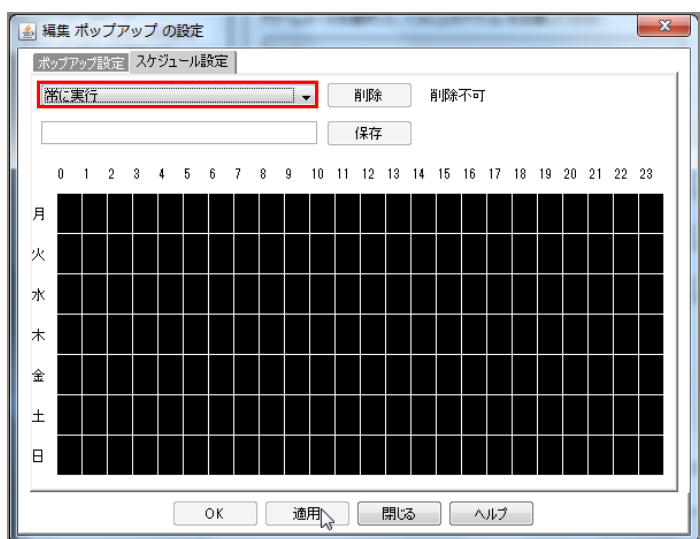 編集 ポップアップ の設定
ポップアップ設定 スケジュール設定
常に実行 削除 削除不可
保存
0 1 2 3 4 5 6 7 8 9 10 11 12 13 14 15 16 17 18 19 20 21 22 23
月
火
水
木
金
土
日
OK 適用 閉じる ヘルプ